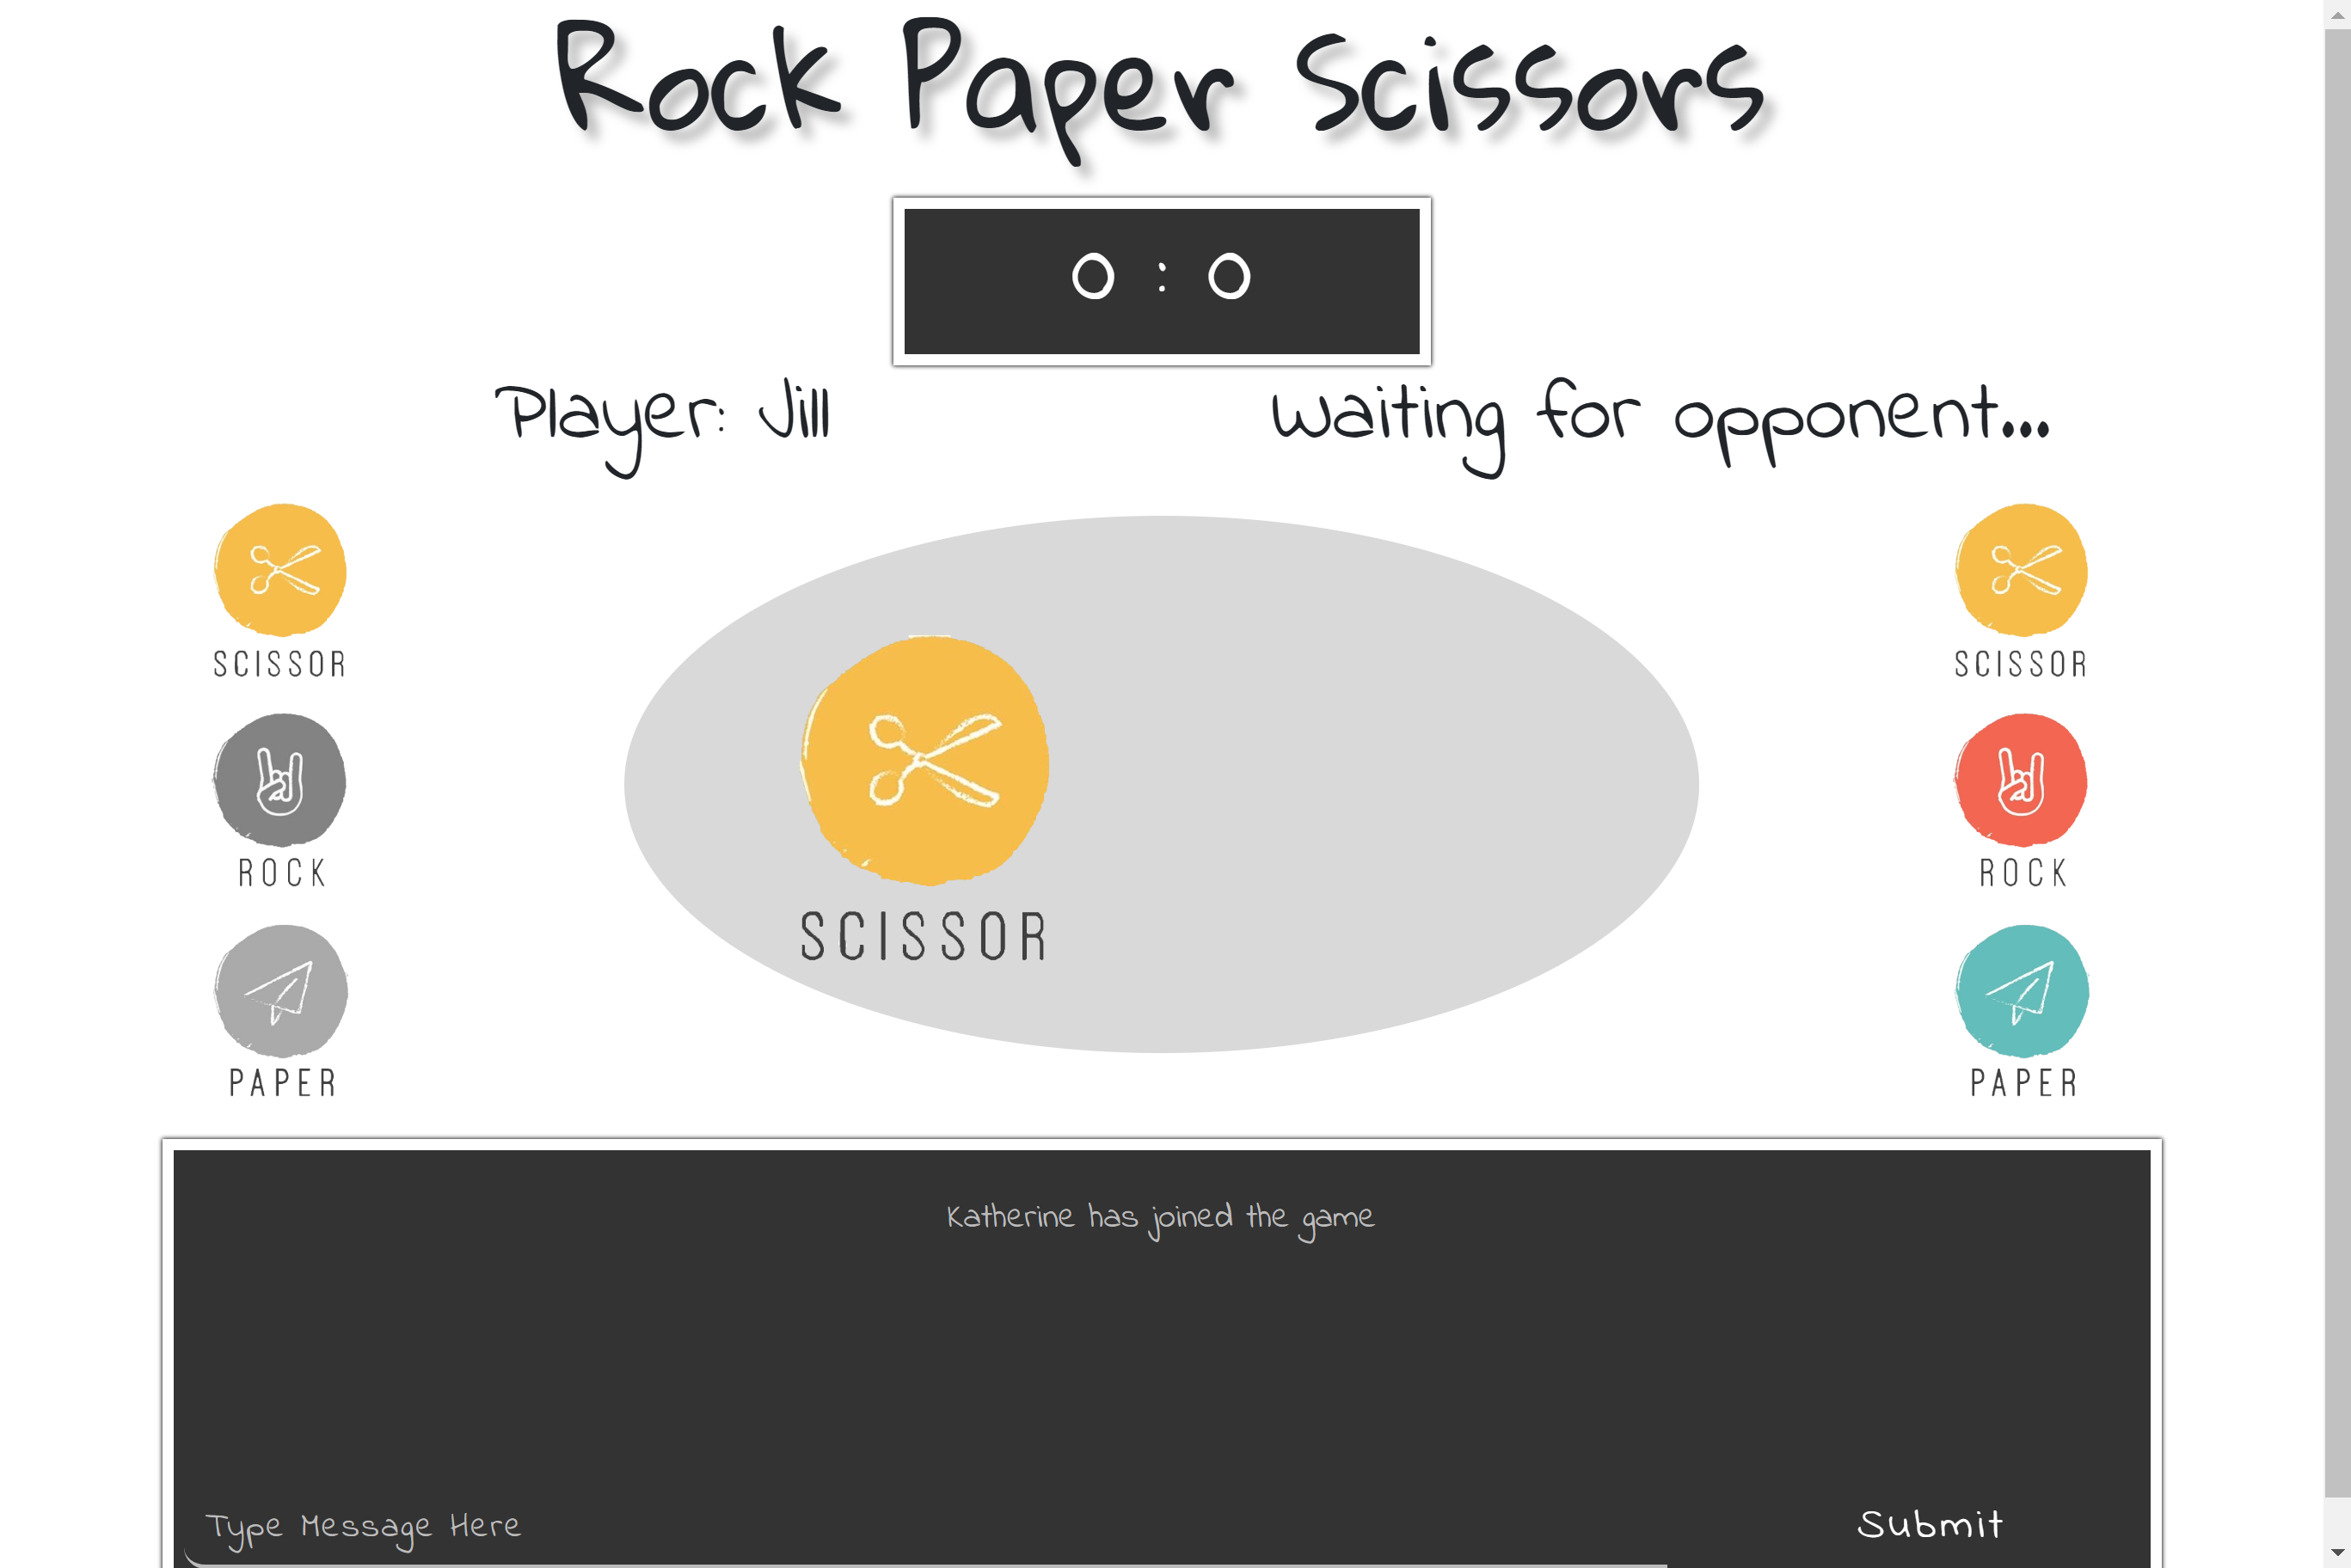 Rock Paper Scissors
0 : 0
Player: Jill
Waiting for opponent...
SCISSOR
SCISSOR
SCISSOR
ROCK
ROCK
PAPER
PAPER
Katherine has joined the game
Type Message Here
Submit